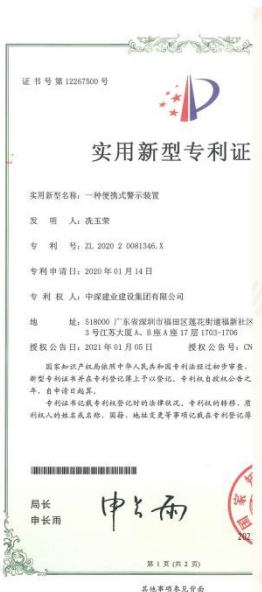 证书号第12267500号
实用新型专利证
实用新型名称：一种便携式警示装置
发 明 人：冼玉荣
专 利 号：ZL 2020 2 0081346.X
专利申请日：2020年01月14日
专 利 权 人：中深建业建设集团有限公司
地 址：518000 广东省深圳市福田区莲花街道福新社区
3号江苏大厦A、B座A座17层1703-1706
授权公告日：2021年01月05日 授权公告号：CN
国家知识产权局依照中华人民共和国专利法经过初步审查，
新型专利证书并在专利登记簿上予以登记。专利权自授权公告之
年，自申请日起算。
专利证书记载专利权登记时的法律状况。专利权的转移、质
利权人的姓名或名称、国籍、地址变更等事项记载在专利登记簿
局长
申长雨
申长雨
国家知
202
第 1 页 (共 2 页)
其他事项参见背面